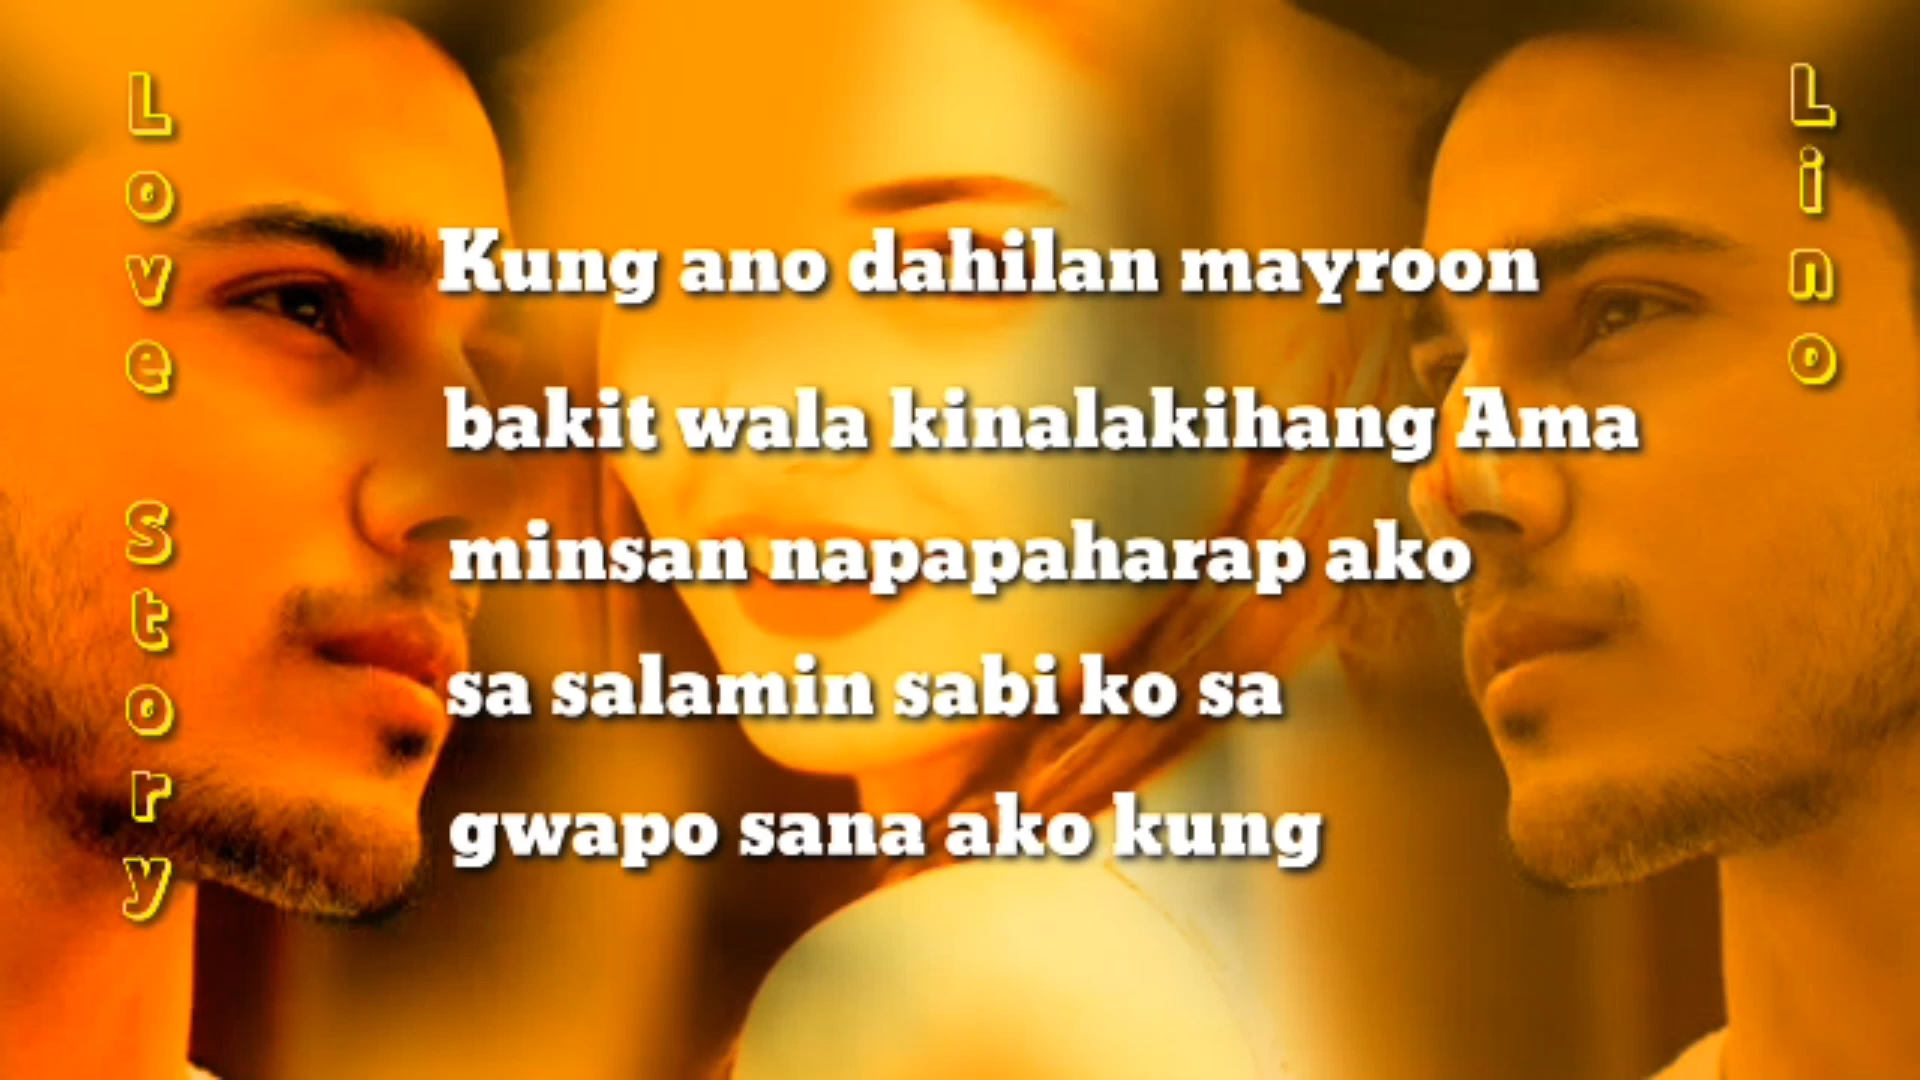 Love Story
Lino
Kung ano dahilan mayroon
bakit wala kinalakihang Ama
minsan napapaharap ako
sa salamin sabi ko sa
gwapo sana ako kung